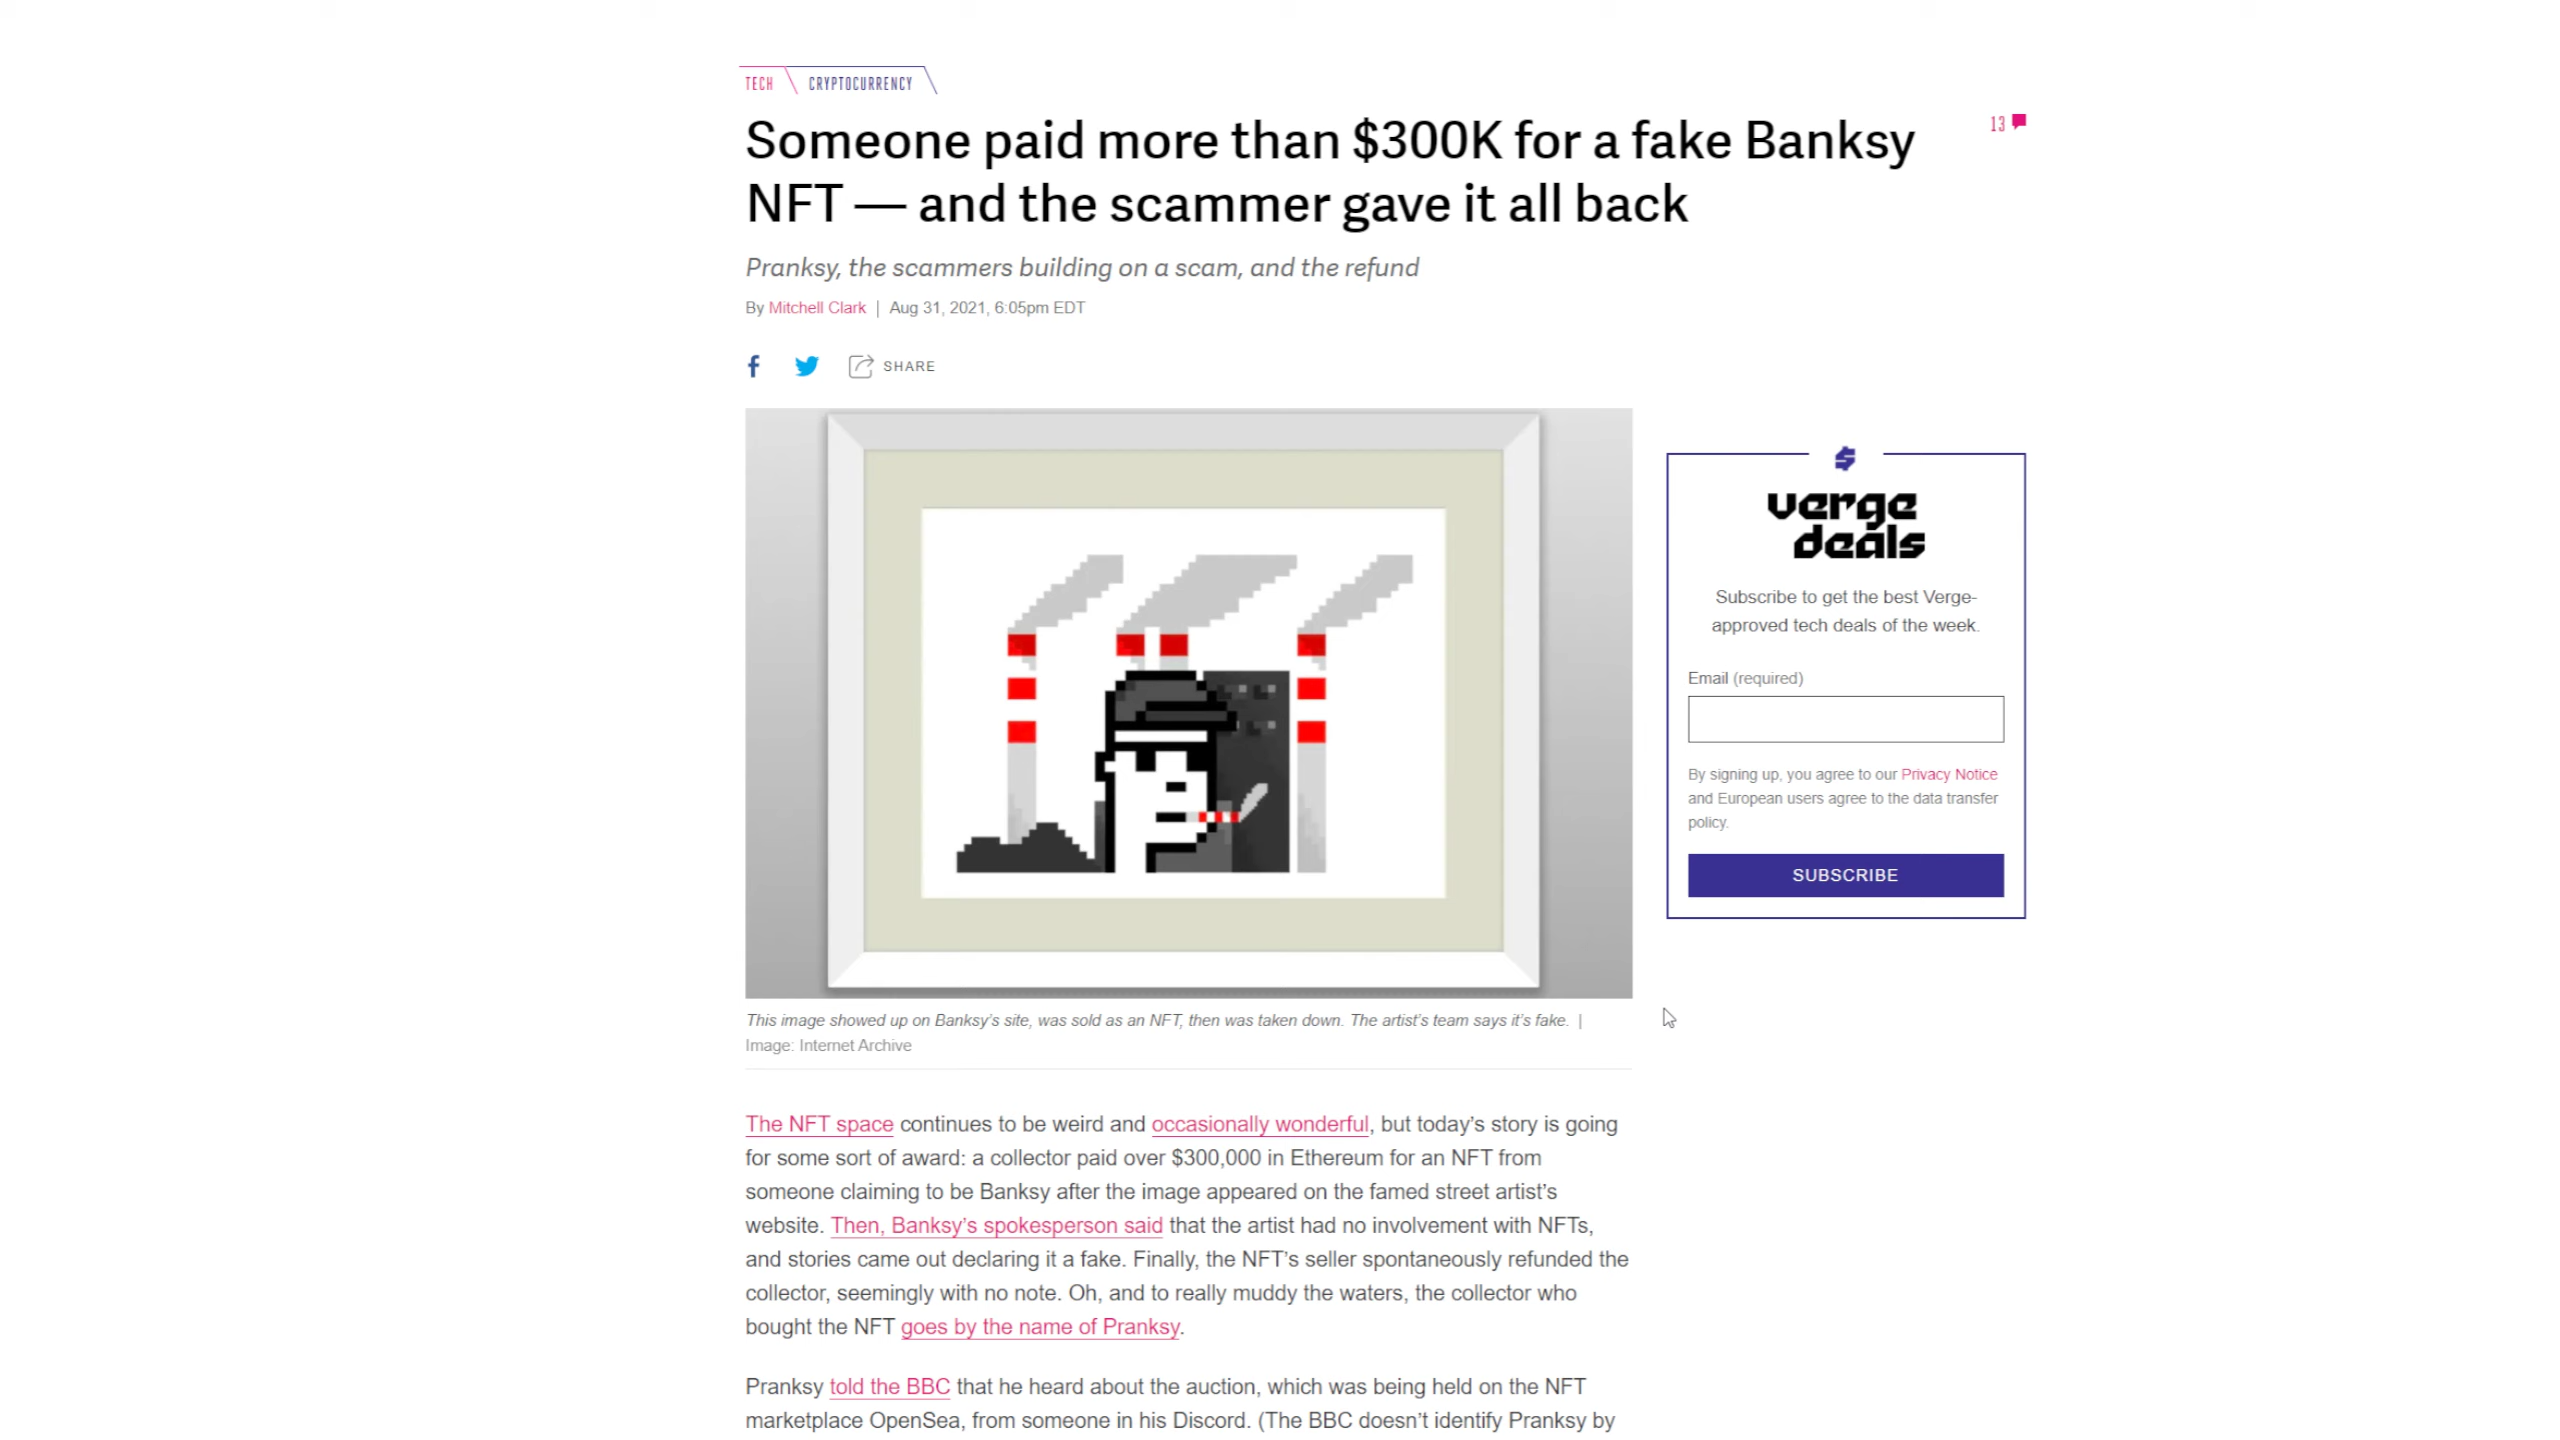 TECH CRYPTOCURRENCY
Someone paid more than $300K for a fake Banksy
NFT — and the scammer gave it all back
13
Pranksy, the scammers building on a scam, and the refund
By Mitchell Clark | Aug 31, 2021, 6:05pm EDT
SHARE
This image showed up on Banksy’s site, was sold as an NFT, then was taken down. The artist’s team says it’s fake. |
Image: Internet Archive
The NFT space continues to be weird and occasionally wonderful, but today’s story is going
for some sort of award: a collector paid over $300,000 in Ethereum for an NFT from
someone claiming to be Banksy after the image appeared on the famed street artist’s
website. Then, Banksy’s spokesperson said that the artist had no involvement with NFTs,
and stories came out declaring it a fake. Finally, the NFT’s seller spontaneously refunded the
collector, seemingly with no note. Oh, and to really muddy the waters, the collector who
bought the NFT goes by the name of Pranksy.
Pranksy told the BBC that he heard about the auction, which was being held on the NFT
marketplace OpenSea, from someone in his Discord. (The BBC doesn’t identify Pranksy by
verge
deals
Subscribe to get the best Verge-
approved tech deals of the week.
Email (required)
By signing up, you agree to our Privacy Notice
and European users agree to the data transfer
policy.
SUBSCRIBE